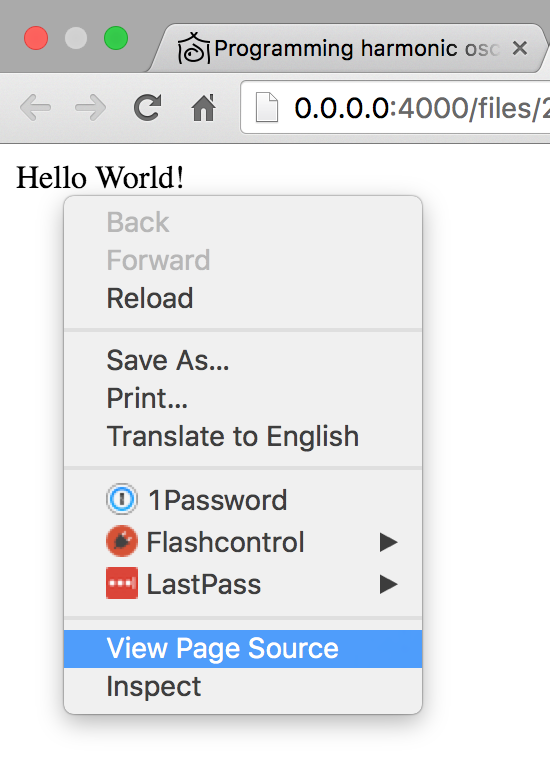 Programming harmonic osc
0.0.0.0:4000/files/2
Hello World!
Back
Forward
Reload
Save As...
Print...
Translate to English
1Password
Flashcontrol
LastPass
View Page Source
Inspect